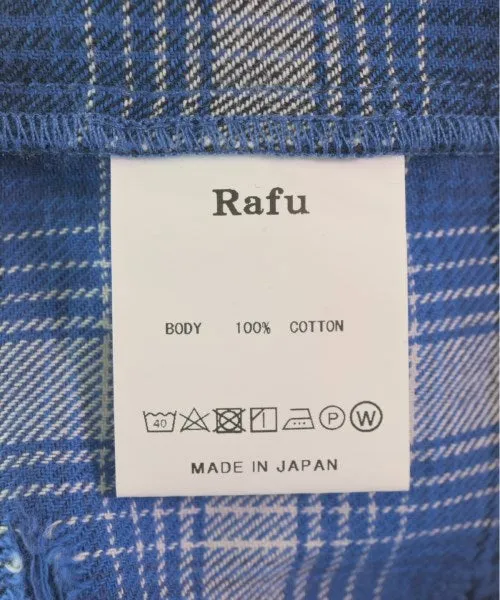 Rafu
BODY 100% COTTON
40 P W
MADE IN JAPAN